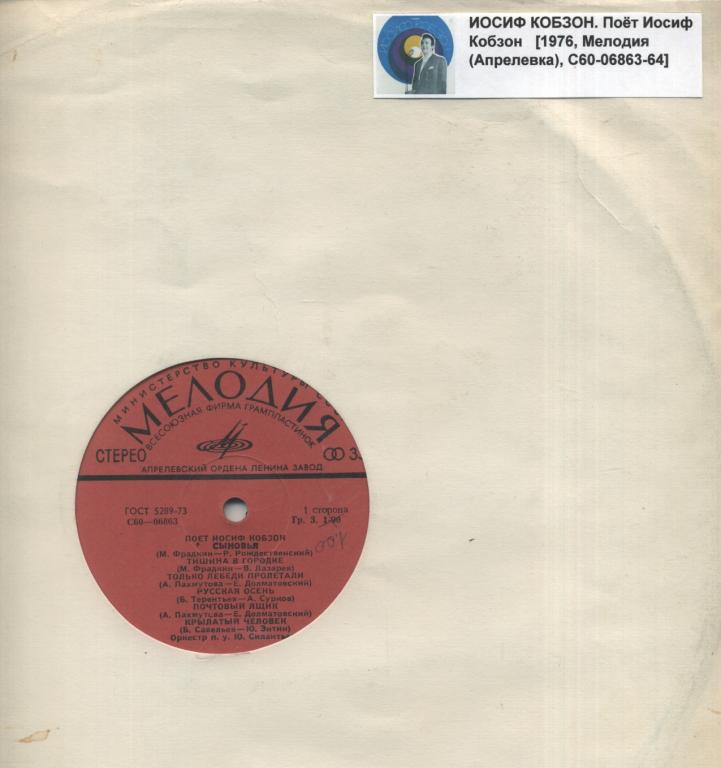 ИОСИФ КОБЗОН. Поёт Иосиф
Кобзон [1976, Мелодия
(Апрелевка), С60-06863-64]
МИНИСТЕРСТВО КУЛЬТУРЫ ССС
МЕЛОДИЯ
ВСЕСОЮЗНАЯ ФИРМА ГРАМПЛАСТИНОК
СТЕРЕО
33
АПРЕЛЕВСКИЙ ОРДЕНА ЛЕНИНА ЗАВОД
ГОСТ 5289-73 1 сторона
С60—06863 Гр. 3. 1-90
ПОЕТ ИОСИФ КОБЗОН
СЫНОВЬЯ
(М. Фрадкин—Р. Рождественский)
ТИШИНА В ГОРОДКЕ
(М. Фрадкин—В. Лазарев)
ТОЛЬКО ЛЕБЕДИ ПРОЛЕТАЛИ
(А. Пахмутова—Е. Долматовский)
РУССКАЯ ОСЕНЬ
(Б. Терентьев—А. Сурков)
ПОЧТОВЫЙ ЯЩИК
(А. Пахмутова—Е. Долматовский)
КРЫЛАТЫЙ ЧЕЛОВЕК
(Б. Савельев—Ю. Энтин)
Оркестр п. у. Ю. Силантье